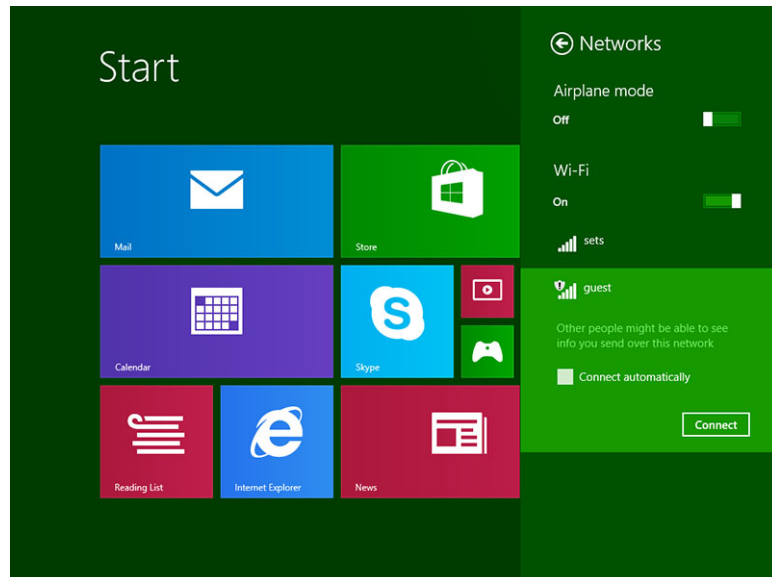 Start
Mail
Store
Calendar
Skype
Reading List
Internet Explorer
News
Networks
Airplane mode
Off
Wi-Fi
On
sets
guest
Other people might be able to see
info you send over this network
Connect automatically
Connect